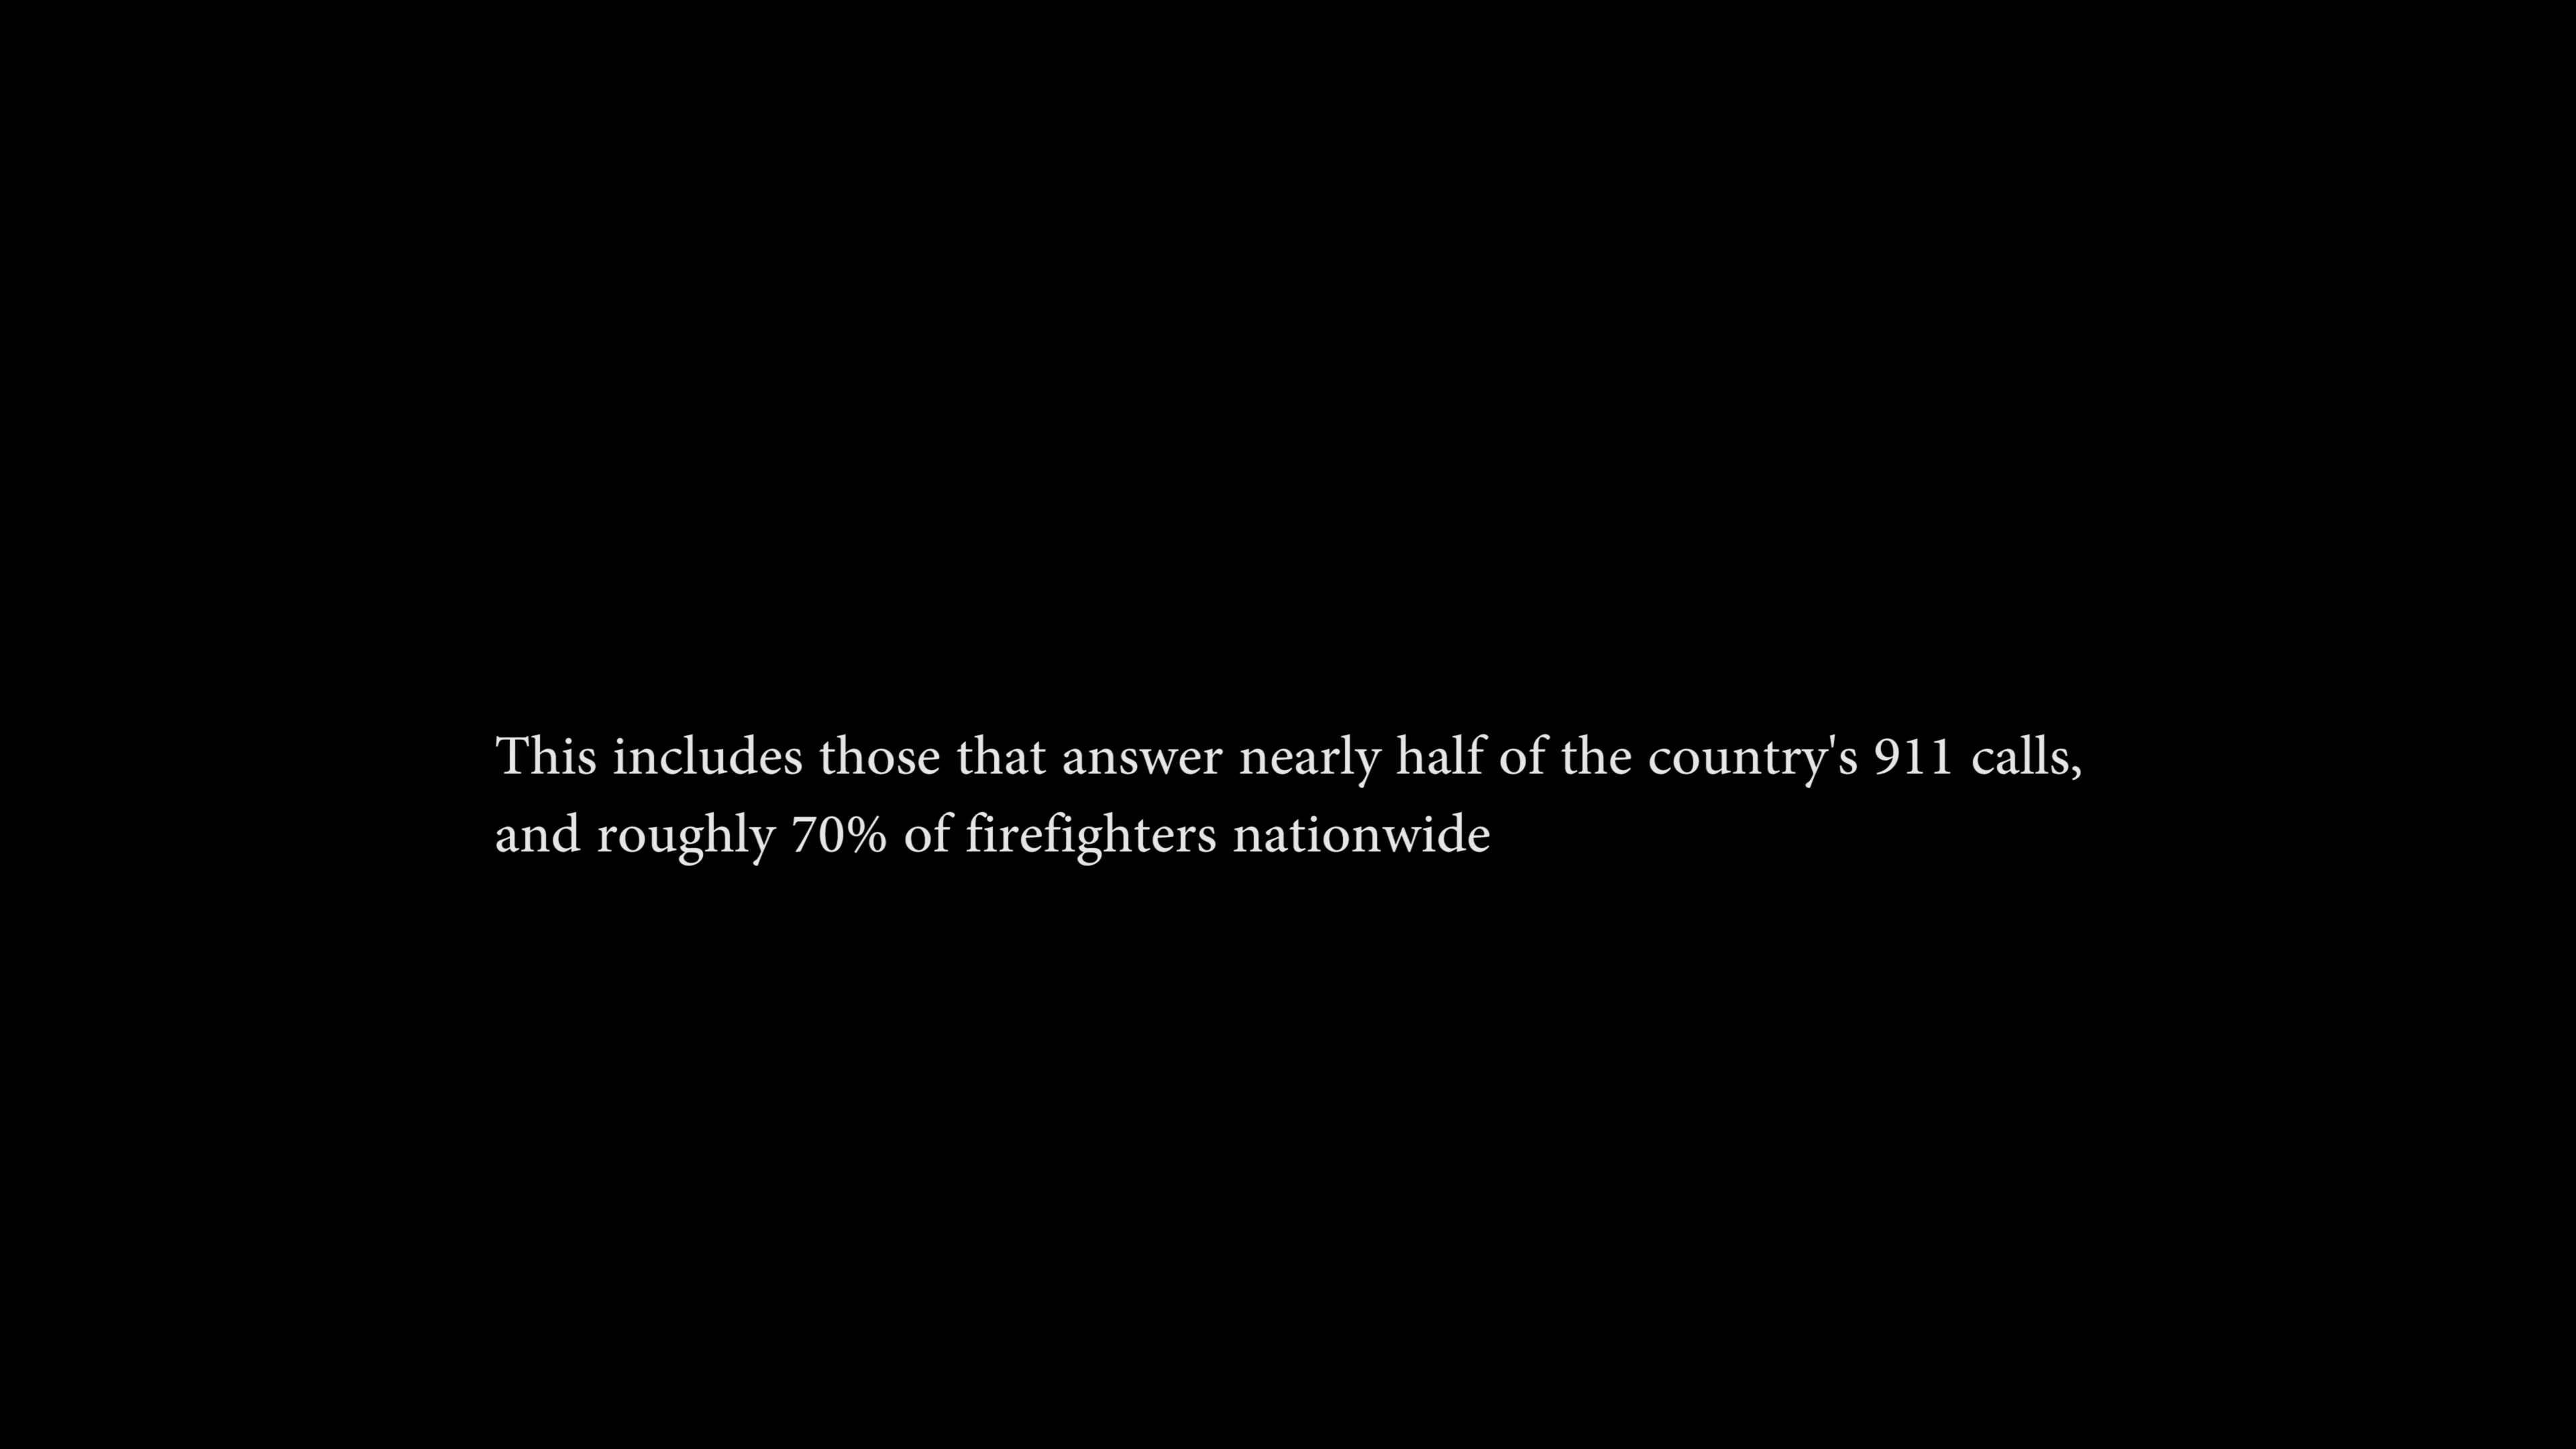 This includes those that answer nearly half of the country's 911 calls,
and roughly 70% of firefighters nationwide